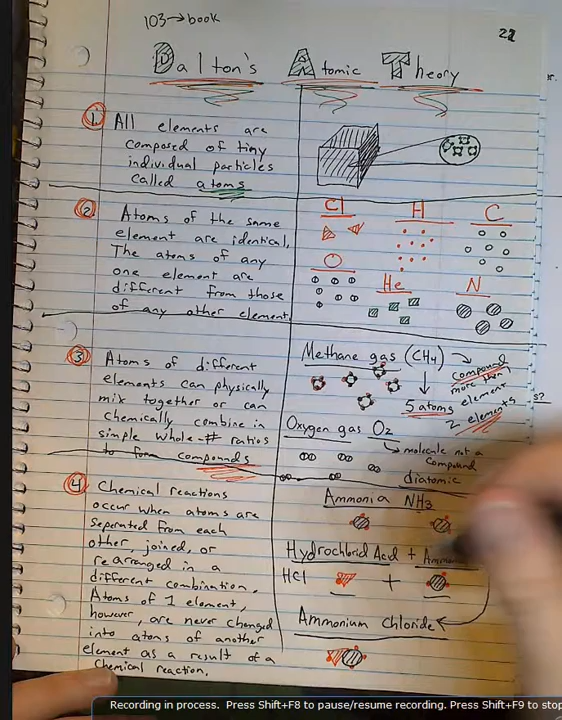 103→book
22
Dalton's Atomic Theory
1. All elements are
composed of tiny
individual particles
called atoms
2. Atoms of the same
element are identical.
The atoms of any
one element are
different from those
of any other element
Cl H C
O He N
3. Atoms of different
elements can physically
mix together or can
chemically combine in
simple whole-# ratios
to form compounds
Methane gas (CH4)
compound
more than 1
element
5 atoms
2 elements
s?
Oxygen gas O2
molecule not a
compound
diatomic
4. Chemical reactions
occur when atoms are
seperated from each
other, joined, or
rearranged in a
different combination.
Atoms of 1 element,
however, are never changed
into atoms of another
element as a result of a
chemical reaction.
Ammonia NH3
Hydrochloric Acid +
HCl +
Ammonium Chloride
Recording in process. Press Shift+F8 to pause/resume recording. Press Shift+F9 to stop